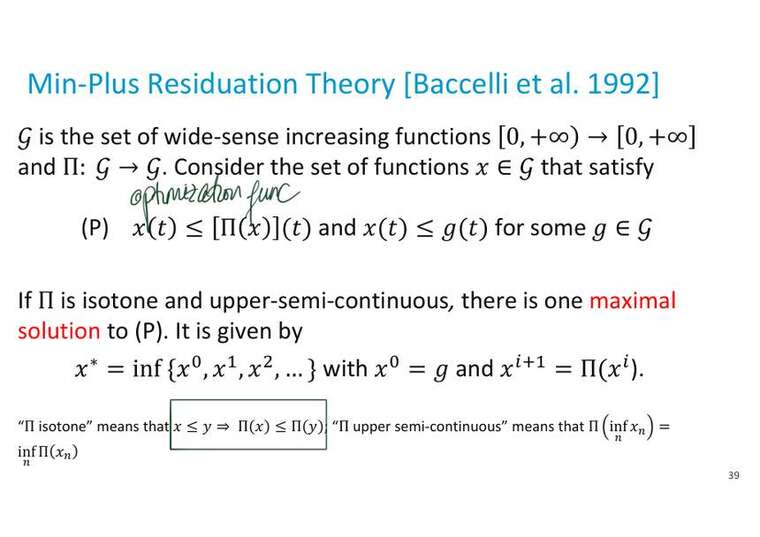 Min-Plus Residuation Theory [Baccelli et al. 1992]
𝒢 is the set of wide-sense increasing functions [0, +∞) → [0, +∞]
and Π: 𝒢 → 𝒢. Consider the set of functions x ∈ 𝒢 that satisfy
optimization func
(P) x(t) ≤ [Π(x)](t) and x(t) ≤ g(t) for some g ∈ 𝒢
If Π is isotone and upper-semi-continuous, there is one maximal
solution to (P). It is given by
x* = inf {x⁰, x¹, x², … } with x⁰ = g and xⁱ⁺¹ = Π(xⁱ).
“Π isotone” means that x ≤ y ⇒ Π(x) ≤ Π(y); “Π upper semi-continuous” means that Π (inf_n x_n) =
inf_n Π(x_n)
39